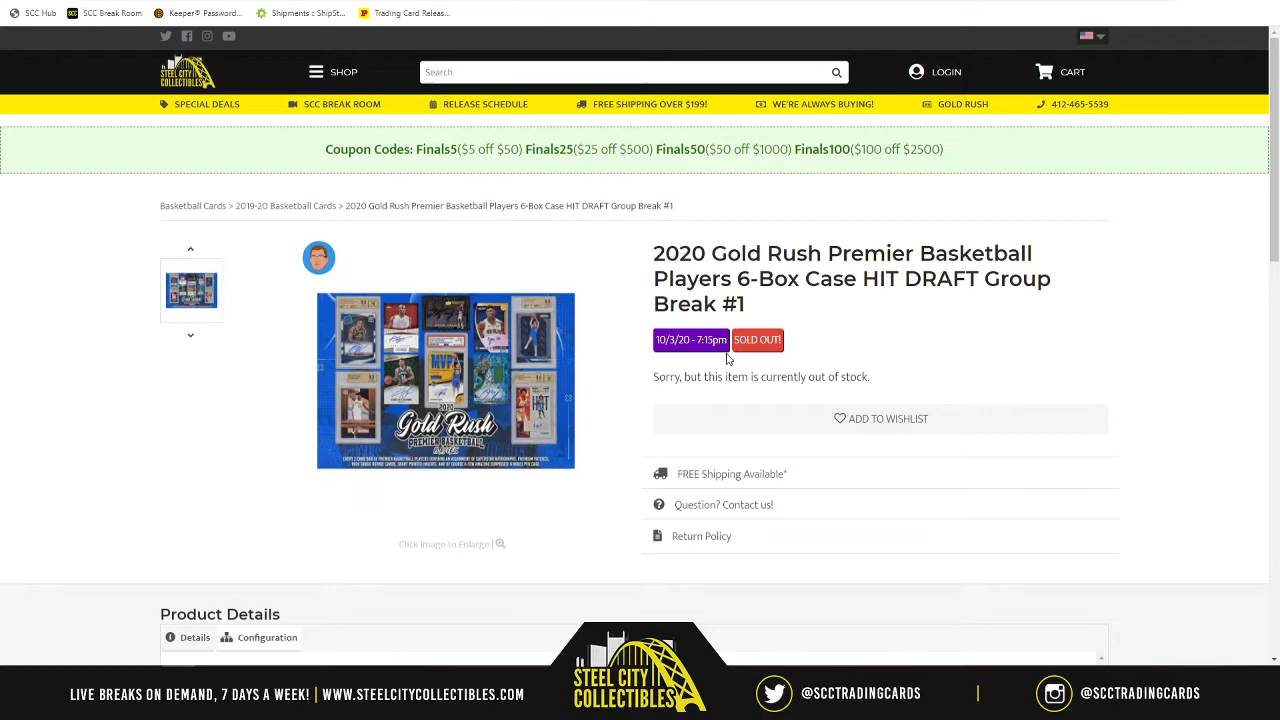 SCC Hub SCC Break Room Keeper® Password... Shipments :: ShipSt... Trading Card Releas...
STEEL CITY
COLLECTIBLES
SHOP
Search
LOGIN
CART
SPECIAL DEALS
SCC BREAK ROOM
RELEASE SCHEDULE
FREE SHIPPING OVER $199!
WE'RE ALWAYS BUYING!
GOLD RUSH
412-465-5539
Coupon Codes: Finals5($5 off $50) Finals25($25 off $500) Finals50($50 off $1000) Finals100($100 off $2500)
Basketball Cards > 2019-20 Basketball Cards > 2020 Gold Rush Premier Basketball Players 6-Box Case HIT DRAFT Group Break #1
MVP
2020
Gold Rush
PREMIER BASKETBALL
Click Image to Enlarge |
2020 Gold Rush Premier Basketball
Players 6-Box Case HIT DRAFT Group
Break #1
10/3/20 - 7:15pm
SOLD OUT!
Sorry, but this item is currently out of stock.
ADD TO WISHLIST
FREE Shipping Available*
Question? Contact us!
Return Policy
Product Details
Details
Configuration
LIVE BREAKS ON DEMAND, 7 DAYS A WEEK! | WWW.STEELCITYCOLLECTIBLES.COM
STEEL CITY
COLLECTIBLES
@SCCTRADINGCARDS
@SCCTRADINGCARDS